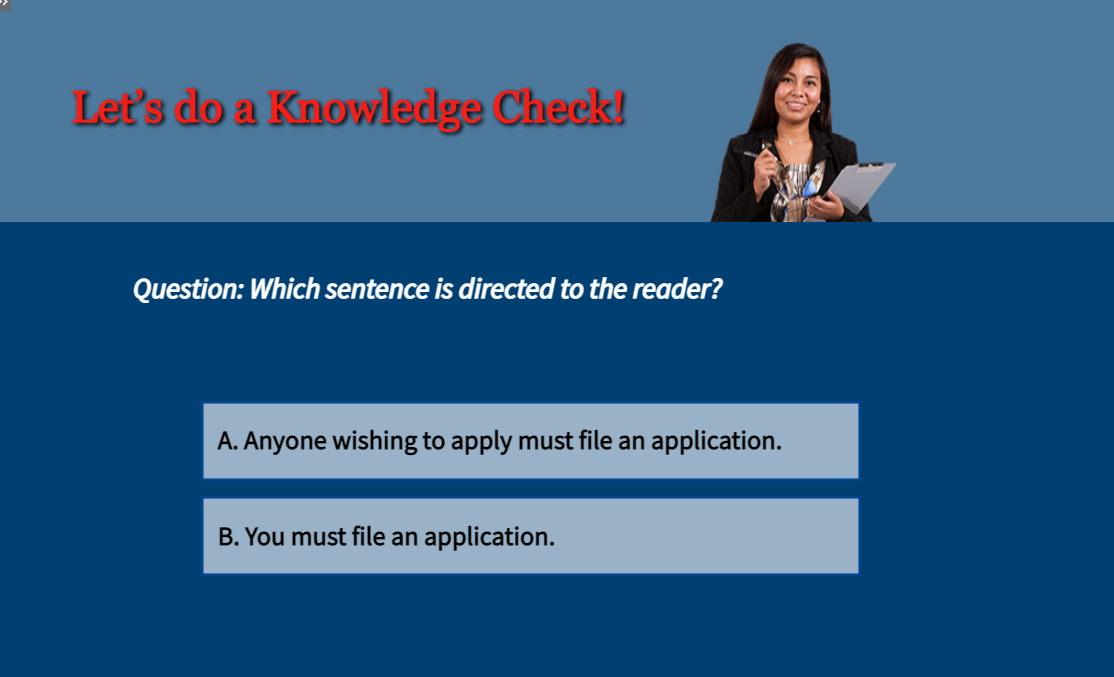 Let’s do a Knowledge Check!
Question: Which sentence is directed to the reader?
A. Anyone wishing to apply must file an application.
B. You must file an application.